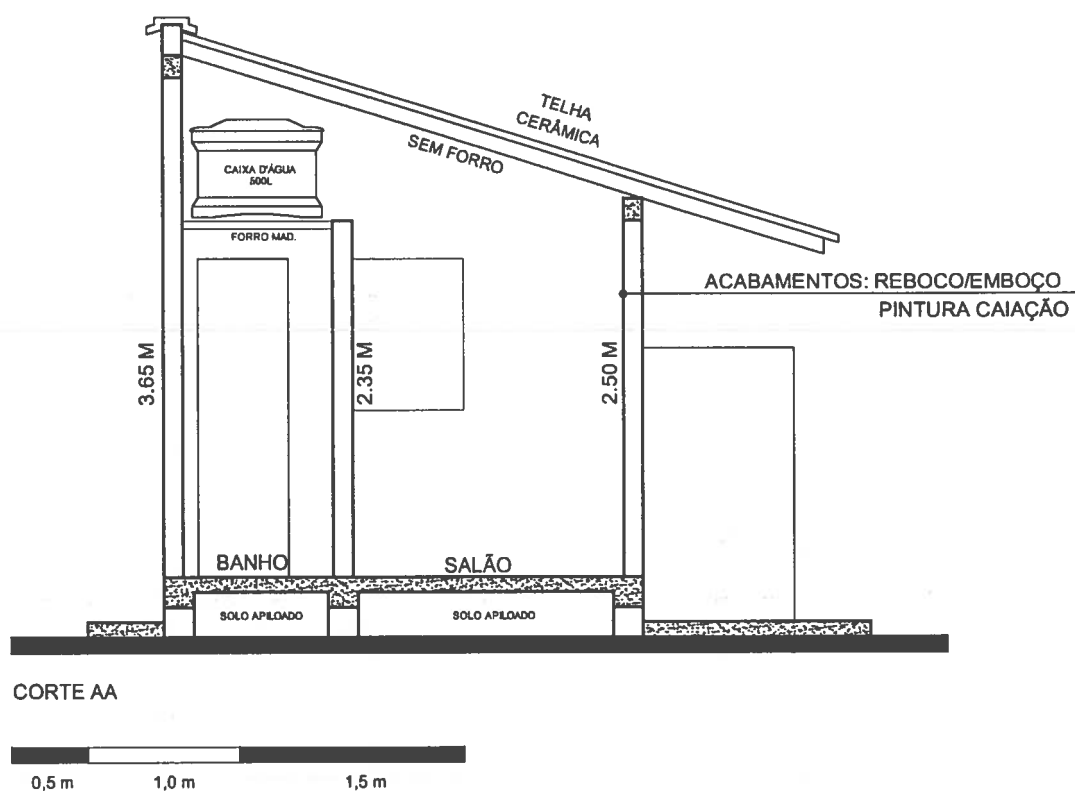 TELHA
CERÂMICA
SEM FORRO
CAIXA D'ÁGUA
500L
FORRO MAD.
ACABAMENTOS: REBOCO/EMBOÇO
PINTURA CAIAÇÃO
3.65 M
2.35 M
2.50 M
BANHO
SALÃO
SOLO APILOADO
SOLO APILOADO
CORTE AA
0,5 m
1,0 m
1,5 m